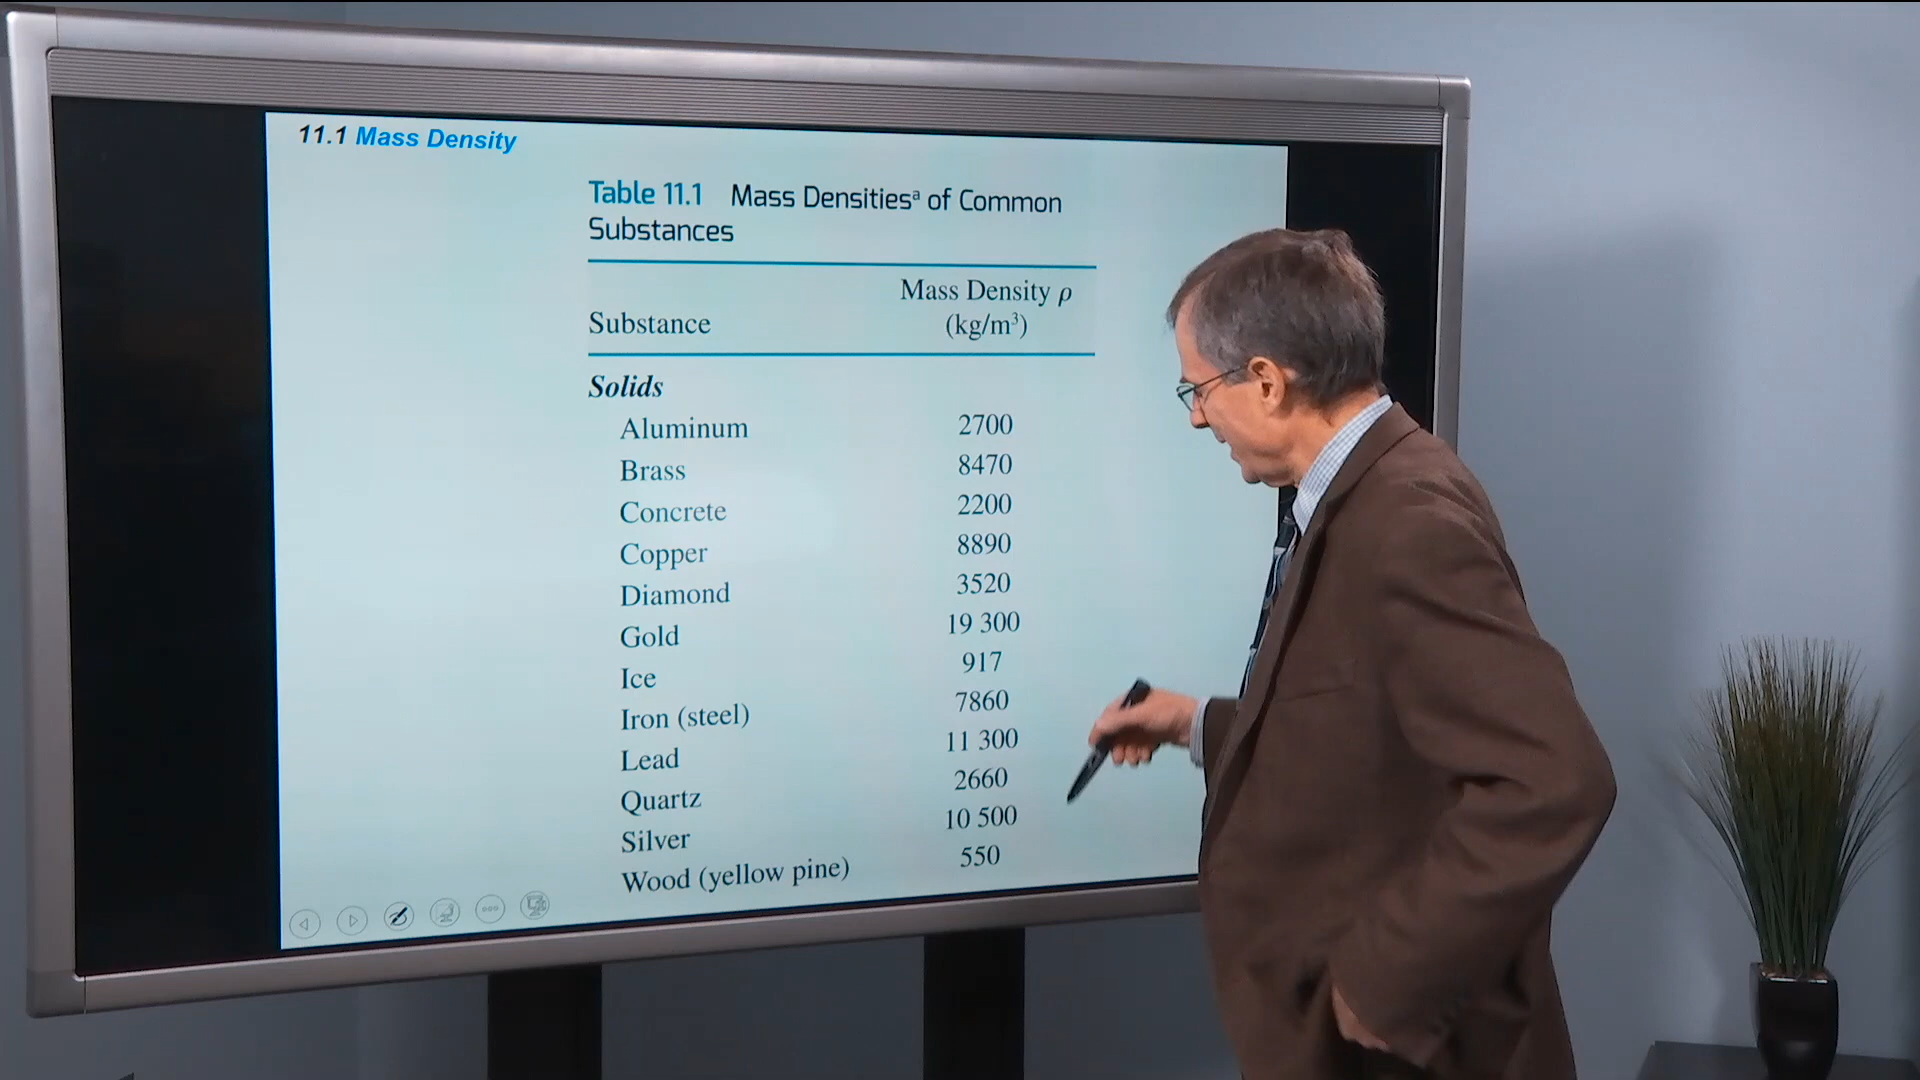 11.1 Mass Density
Table 11.1 Mass Densitiesᵃ of Common
Substances
Mass Density ρ
Substance (kg/m³)
Solids
Aluminum 2700
Brass 8470
Concrete 2200
Copper 8890
Diamond 3520
Gold 19 300
Ice 917
Iron (steel) 7860
Lead 11 300
Quartz 2660
Silver 10 500
Wood (yellow pine) 550